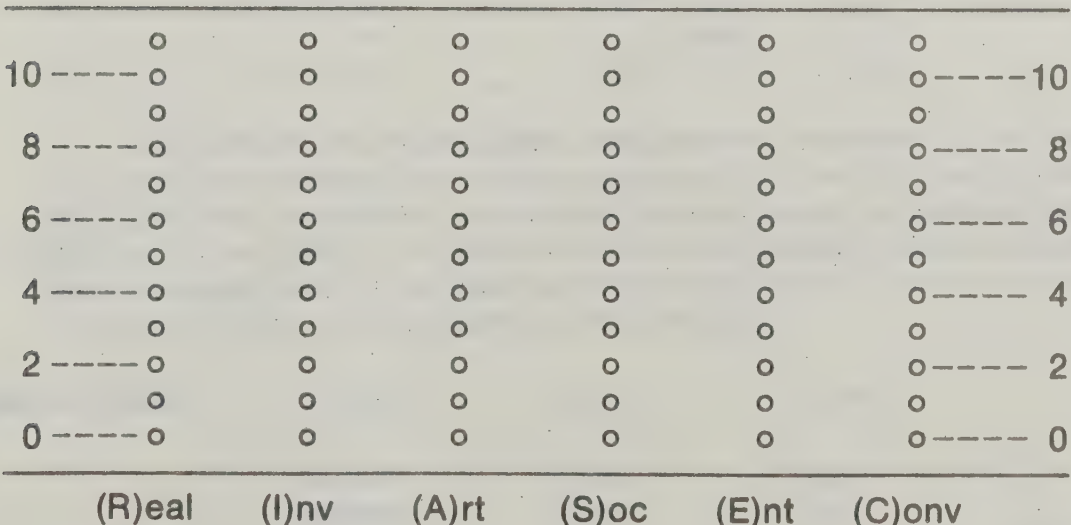 10 ----- o o o o o o ----- 10
8 ----- o o o o o o ----- 8
6 ----- o o o o o o ----- 6
4 ----- o o o o o o ----- 4
2 ----- o o o o o o ----- 2
0 ----- o o o o o o ----- 0
(R)eal (I)nv (A)rt (S)oc (E)nt (C)onv